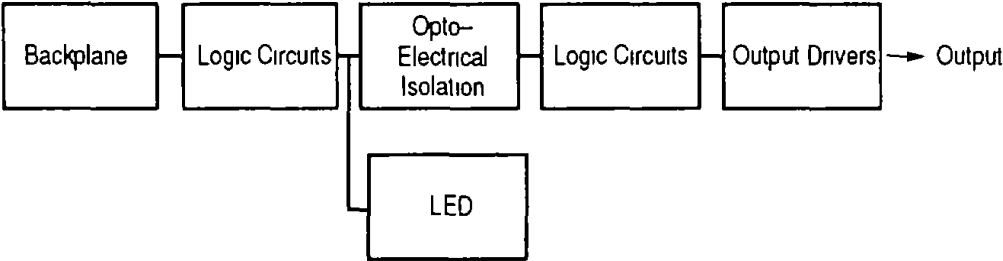 Backplane
Logic Circuits
Opto–
Electrical
Isolation
Logic Circuits
Output Drivers
Output
LED